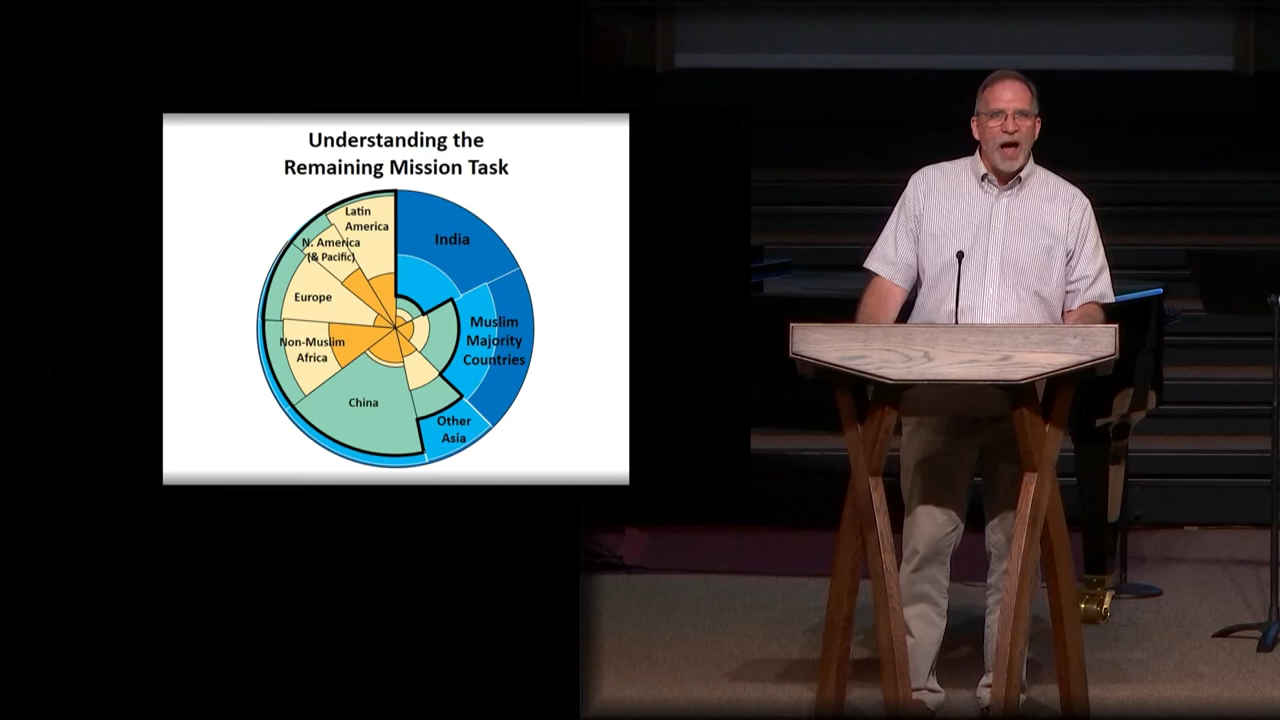 Understanding the
Remaining Mission Task
Latin
America
India
N. America
(& Pacific)
Europe
Muslim
Majority
Countries
Non-Muslim
Africa
China
Other
Asia